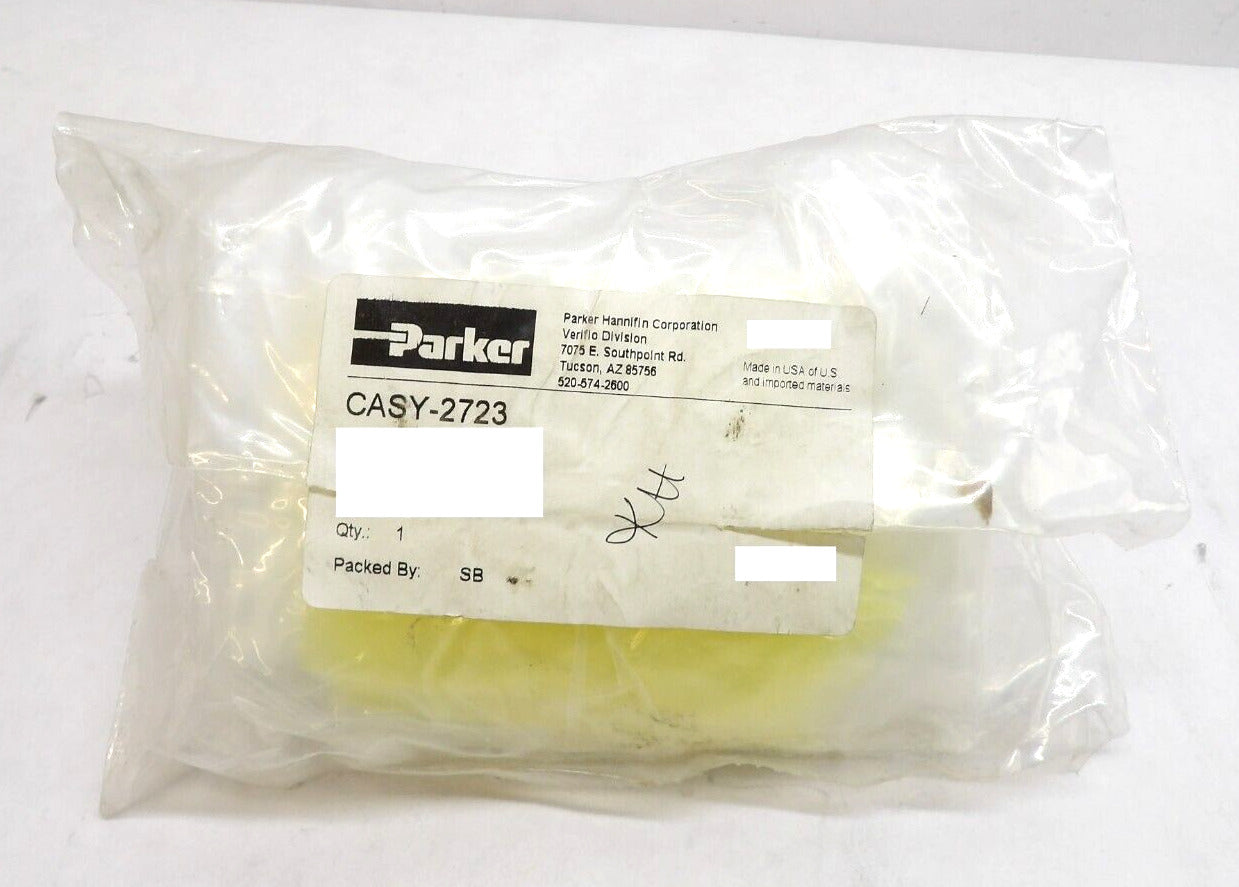 Parker
Parker Hannifin Corporation
Veriflo Division
7075 E. Southpoint Rd.
Tucson, AZ 85756
520-574-2600
Made in USA of U.S.
and imported materials
CASY-2723
KH
Qty.: 1
Packed By: SB